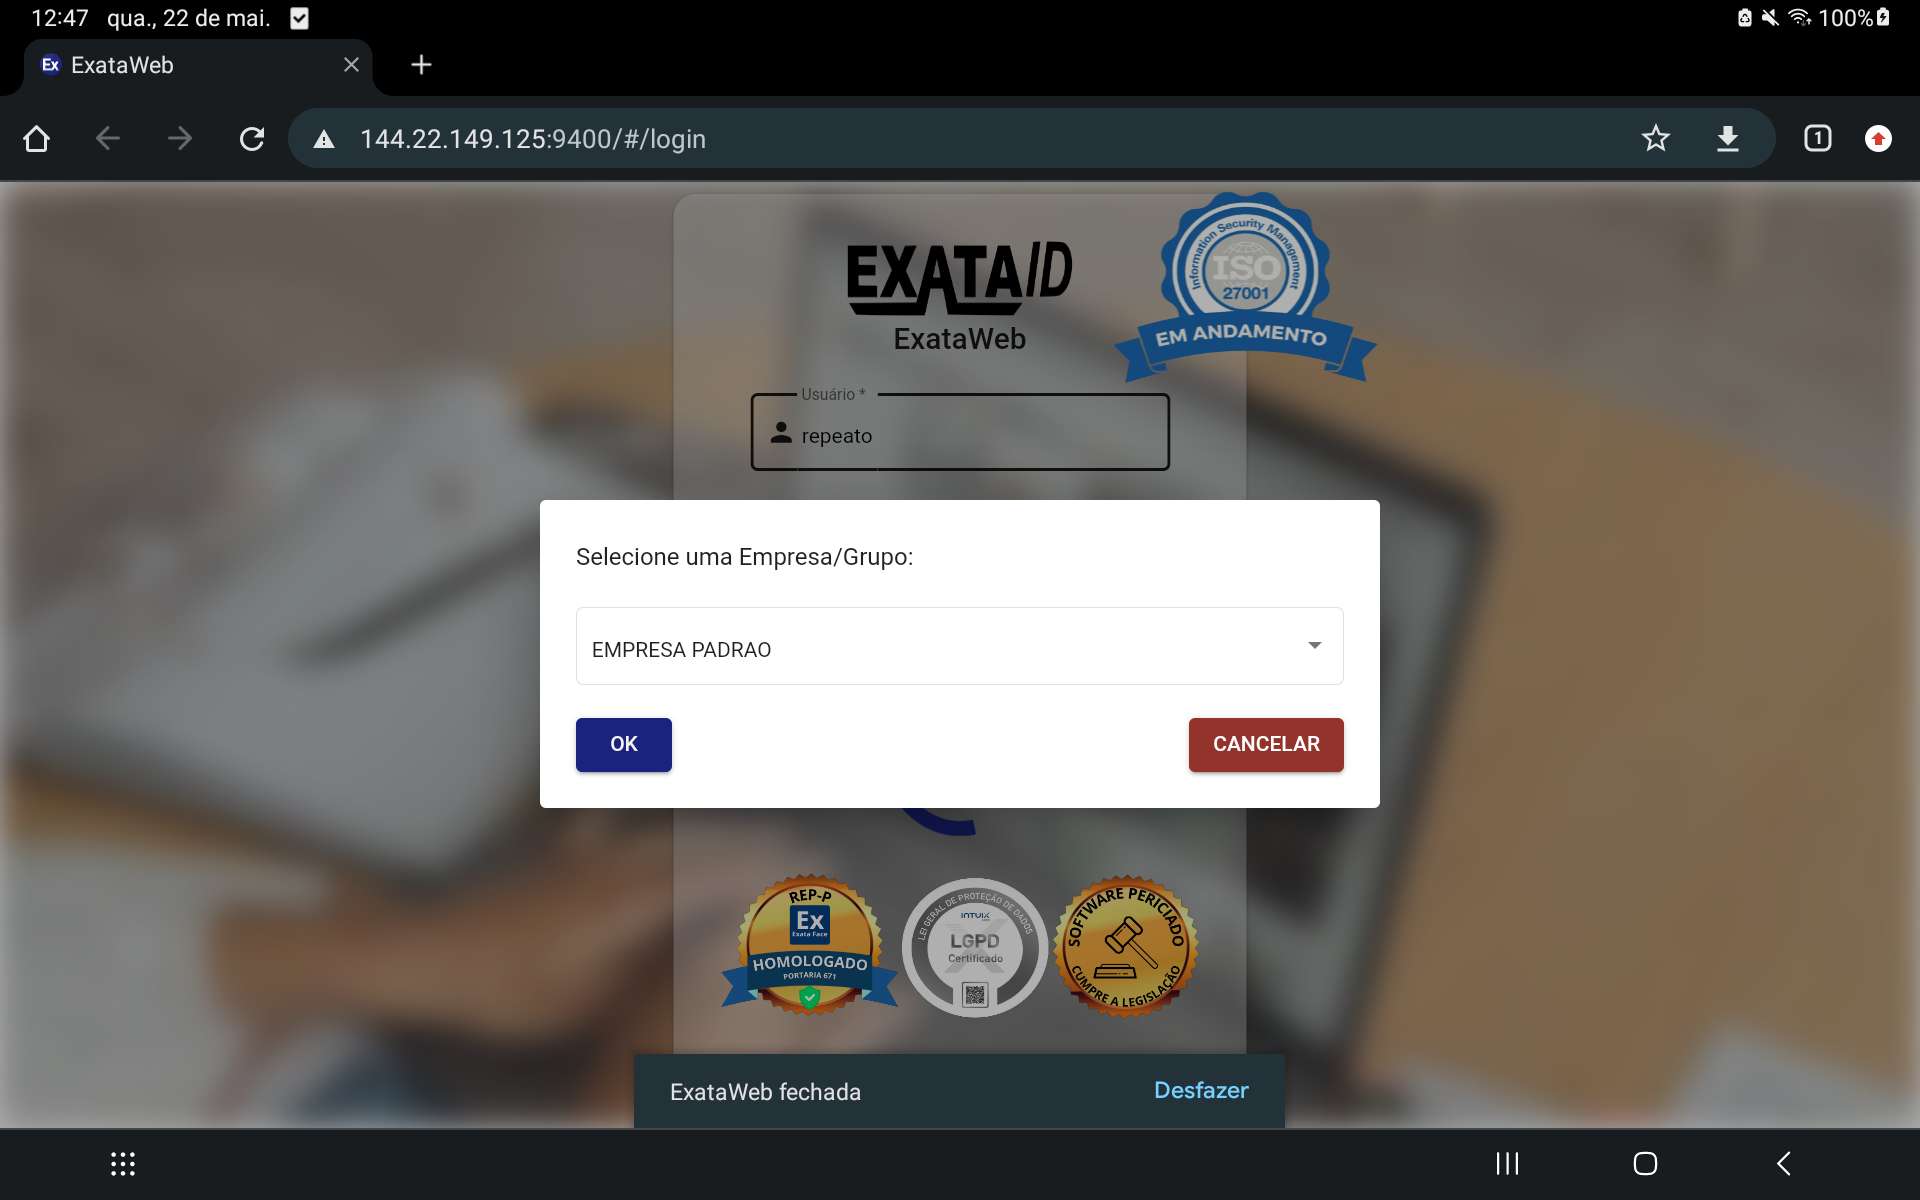 12:47 qua., 22 de mai. 100%
Ex ExataWeb
144.22.149.125:9400/#/login 1
EXATAID
ExataWeb
Information Security Management
ISO
27001
EM ANDAMENTO
Usuário *
repeato
Selecione uma Empresa/Grupo:
EMPRESA PADRAO
OK CANCELAR
REP-P
Ex
Exata Face
HOMOLOGADO
PORTARIA 671
LEI GERAL DE PROTEÇÃO DE DADOS
INTUIX
LGPD
Certificado
SOFTWARE PERICIADO
CUMPRE A LEGISLAÇÃO
ExataWeb fechada Desfazer